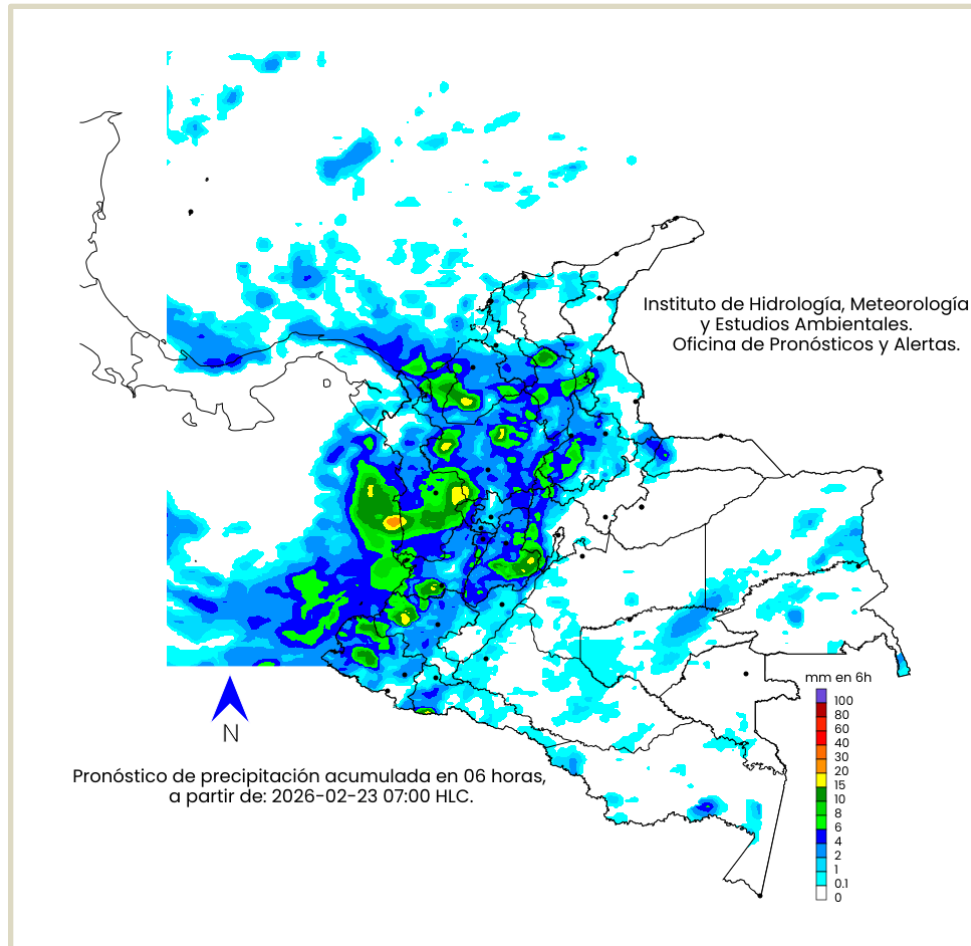 Instituto de Hidrología, Meteorología
y Estudios Ambientales.
Oficina de Pronósticos y Alertas.
mm en 6h
100
80
60
40
30
20
15
10
8
6
4
2
1
0.1
0
N
Pronóstico de precipitación acumulada en 06 horas,
a partir de: 2026-02-23 07:00 HLC.